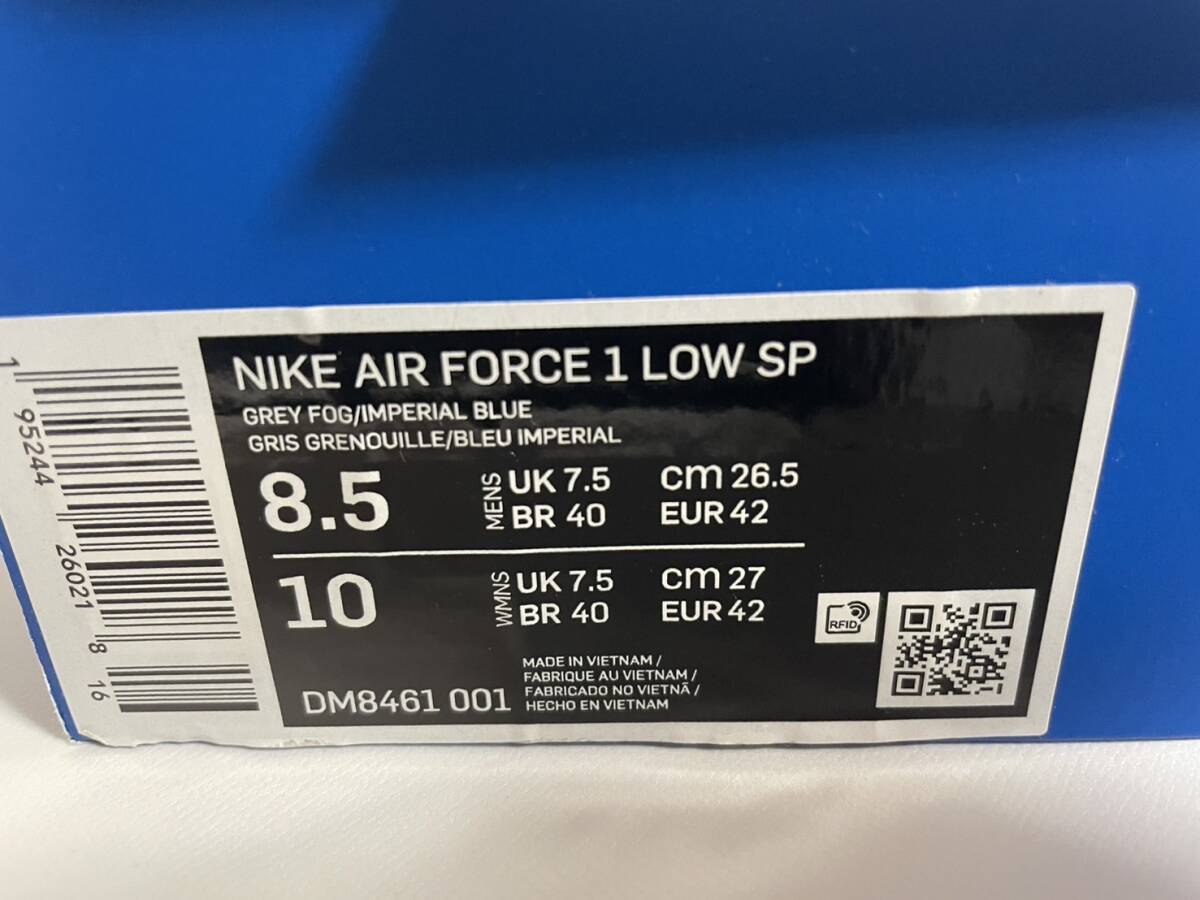 NIKE AIR FORCE 1 LOW SP
GREY FOG/IMPERIAL BLUE
GRIS GRENOUILLE/BLEU IMPERIAL
8.5
MENS
UK 7.5 cm 26.5
BR 40 EUR 42
10
WMNS
UK 7.5 cm 27
BR 40 EUR 42
RFID
MADE IN VIETNAM /
FABRIQUE AU VIETNAM /
FABRICADO NO VIETNÃ /
HECHO EN VIETNAM
DM8461 001
1 95244 26021 8 16